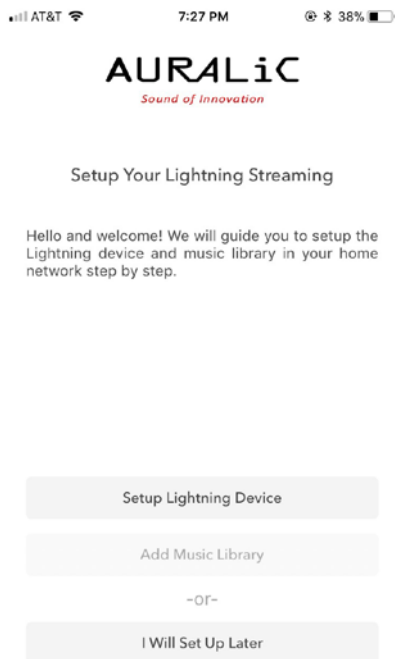 AT&T 7:27 PM 38%
AURALiC
Sound of Innovation
Setup Your Lightning Streaming
Hello and welcome! We will guide you to setup the
Lightning device and music library in your home
network step by step.
Setup Lightning Device
Add Music Library
-or-
I Will Set Up Later